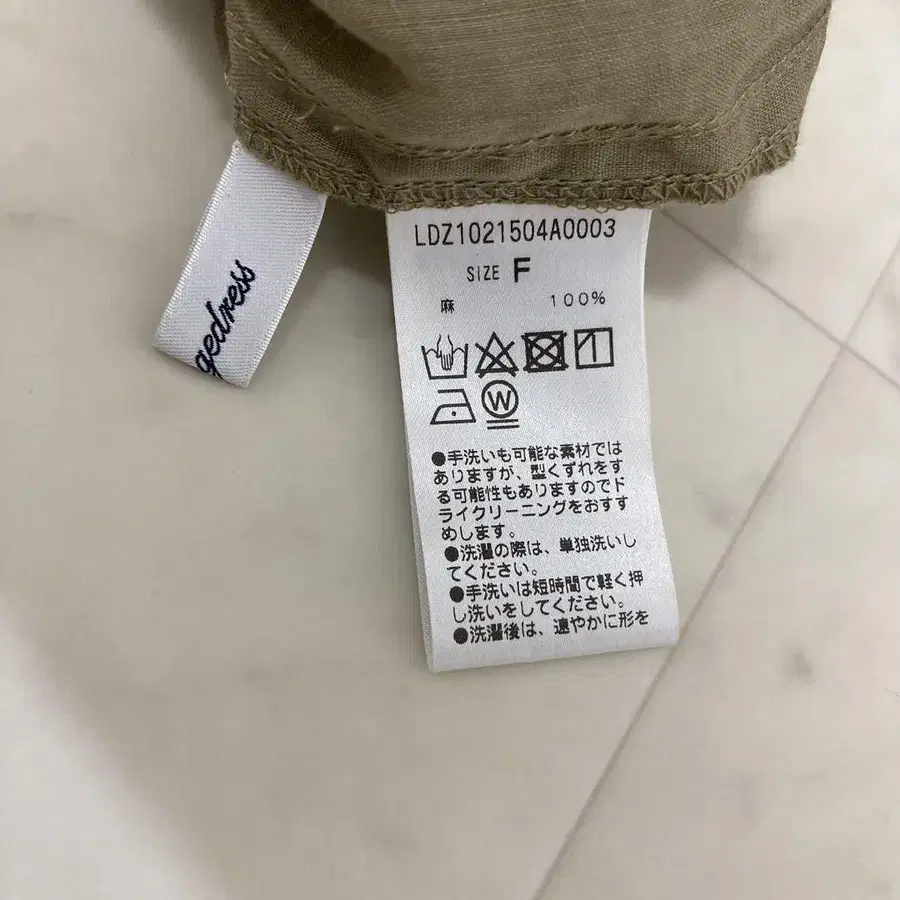 gedress
LDZ1021504A0003
SIZE F
麻 100%
W
●手洗いも可能な素材では
ありますが、型くずれをす
る可能性もありますのでド
ライクリーニングをおすす
めします。
●洗濯の際は、単独洗いし
てください。
●手洗いは短時間で軽く押
し洗いをしてください。
●洗濯後は、速やかに形を